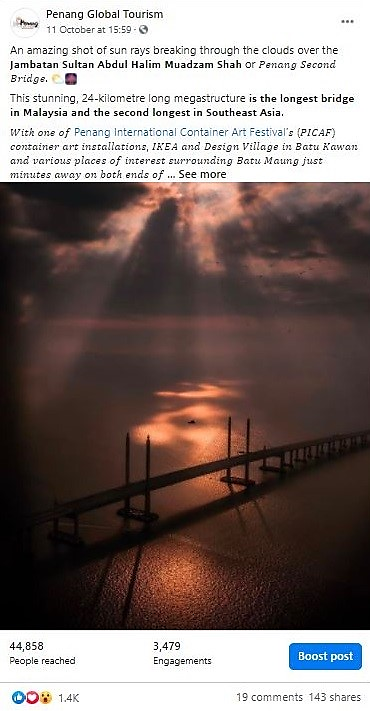 Penang Global Tourism
11 October at 15:59 ·
An amazing shot of sun rays breaking through the clouds over the
Jambatan Sultan Abdul Halim Muadzam Shah or Penang Second
Bridge.
This stunning, 24-kilometre long megastructure is the longest bridge
in Malaysia and the second longest in Southeast Asia.
With one of Penang International Container Art Festival's (PICAF)
container art installations, IKEA and Design Village in Batu Kawan
and various places of interest surrounding Batu Maung just
minutes away on both ends of ... See more
44,858
People reached
3,479
Engagements
Boost post
1.4K
19 comments 143 shares